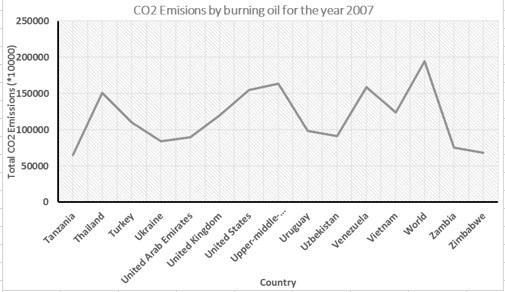 CO2 Emisions by burning oil for the year 2007
Total CO2 Emissions (*10000)
250000
200000
150000
100000
50000
0
Tanzania
Thailand
Turkey
Ukraine
United Arab Emirates
United Kingdom
United States
Upper-middle-...
Uruguay
Uzbekistan
Venezuela
Vietnam
World
Zambia
Zimbabwe
Country